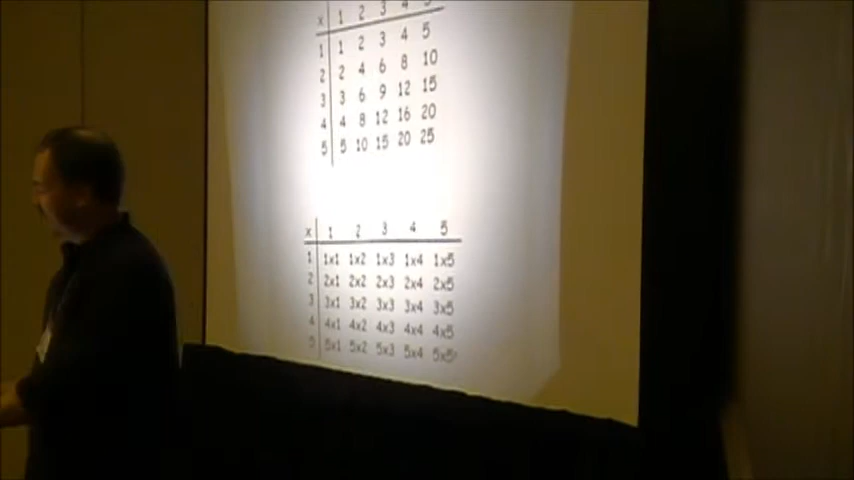 x 1 2 3 4 5
1 1 2 3 4 5
2 2 4 6 8 10
3 3 6 9 12 15
4 4 8 12 16 20
5 5 10 15 20 25
x 1 2 3 4 5
1 1x1 1x2 1x3 1x4 1x5
2 2x1 2x2 2x3 2x4 2x5
3 3x1 3x2 3x3 3x4 3x5
4 4x1 4x2 4x3 4x4 4x5
5 5x1 5x2 5x3 5x4 5x5